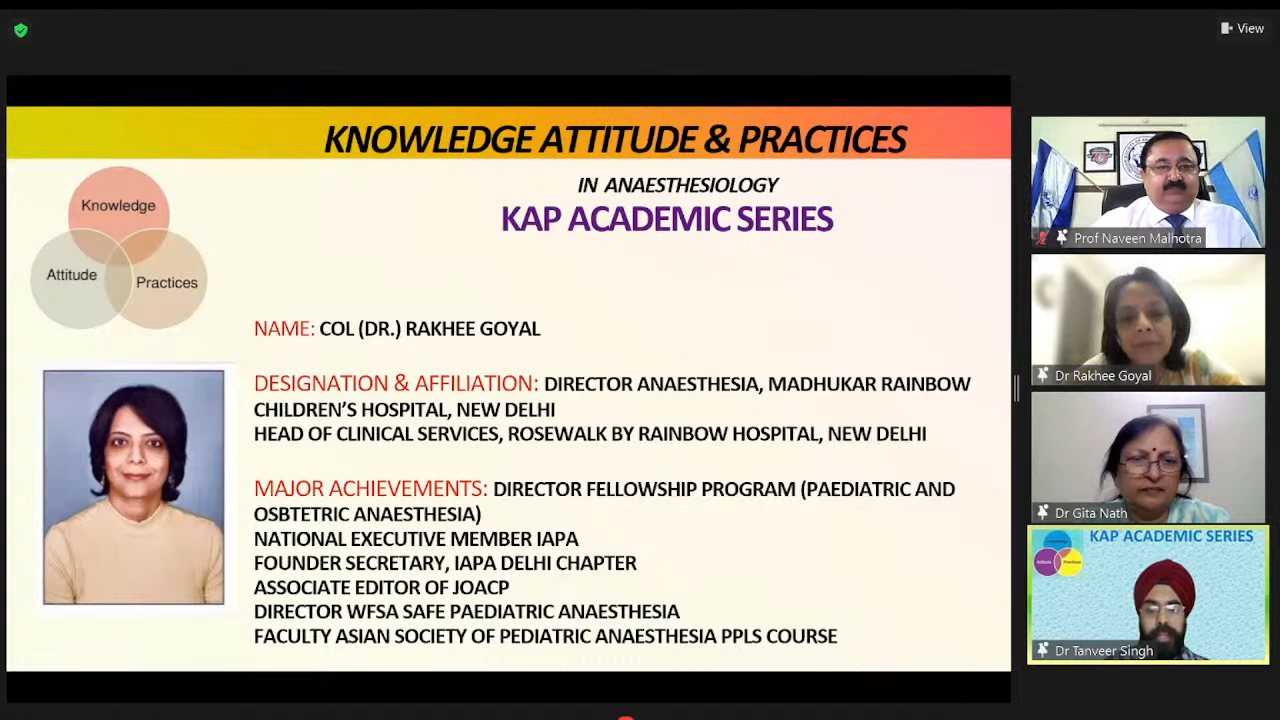 View
KNOWLEDGE ATTITUDE & PRACTICES
IN ANAESTHESIOLOGY
KAP ACADEMIC SERIES
Knowledge
Attitude
Practices
NAME: COL (DR.) RAKHEE GOYAL
DESIGNATION & AFFILIATION: DIRECTOR ANAESTHESIA, MADHUKAR RAINBOW
CHILDREN'S HOSPITAL, NEW DELHI
HEAD OF CLINICAL SERVICES, ROSEWALK BY RAINBOW HOSPITAL, NEW DELHI
MAJOR ACHIEVEMENTS: DIRECTOR FELLOWSHIP PROGRAM (PAEDIATRIC AND
OSBTETRIC ANAESTHESIA)
NATIONAL EXECUTIVE MEMBER IAPA
FOUNDER SECRETARY, IAPA DELHI CHAPTER
ASSOCIATE EDITOR OF JOACP
DIRECTOR WFSA SAFE PAEDIATRIC ANAESTHESIA
FACULTY ASIAN SOCIETY OF PEDIATRIC ANAESTHESIA PPLS COURSE
Prof Naveen Malhotra
Dr Rakhee Goyal
Dr Gita Nath
KAP ACADEMIC SERIES
Attitude
Practices
Dr Tanveer Singh